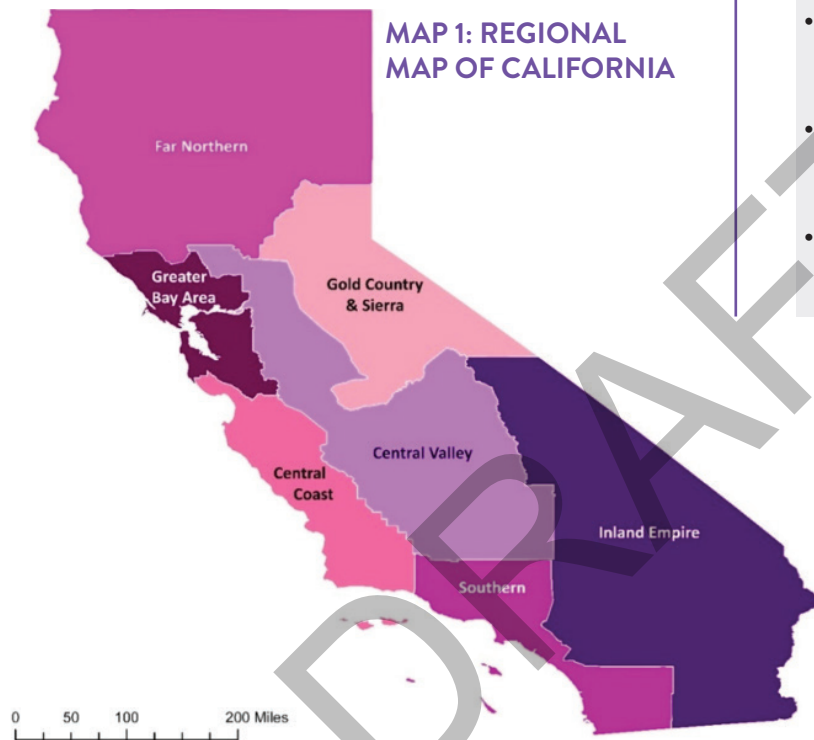 MAP 1: REGIONAL
MAP OF CALIFORNIA
Far Northern
Greater
Bay Area
Gold Country
& Sierra
Central Valley
Central
Coast
Inland Empire
Southern
0 50 100 200 Miles
DRAFT